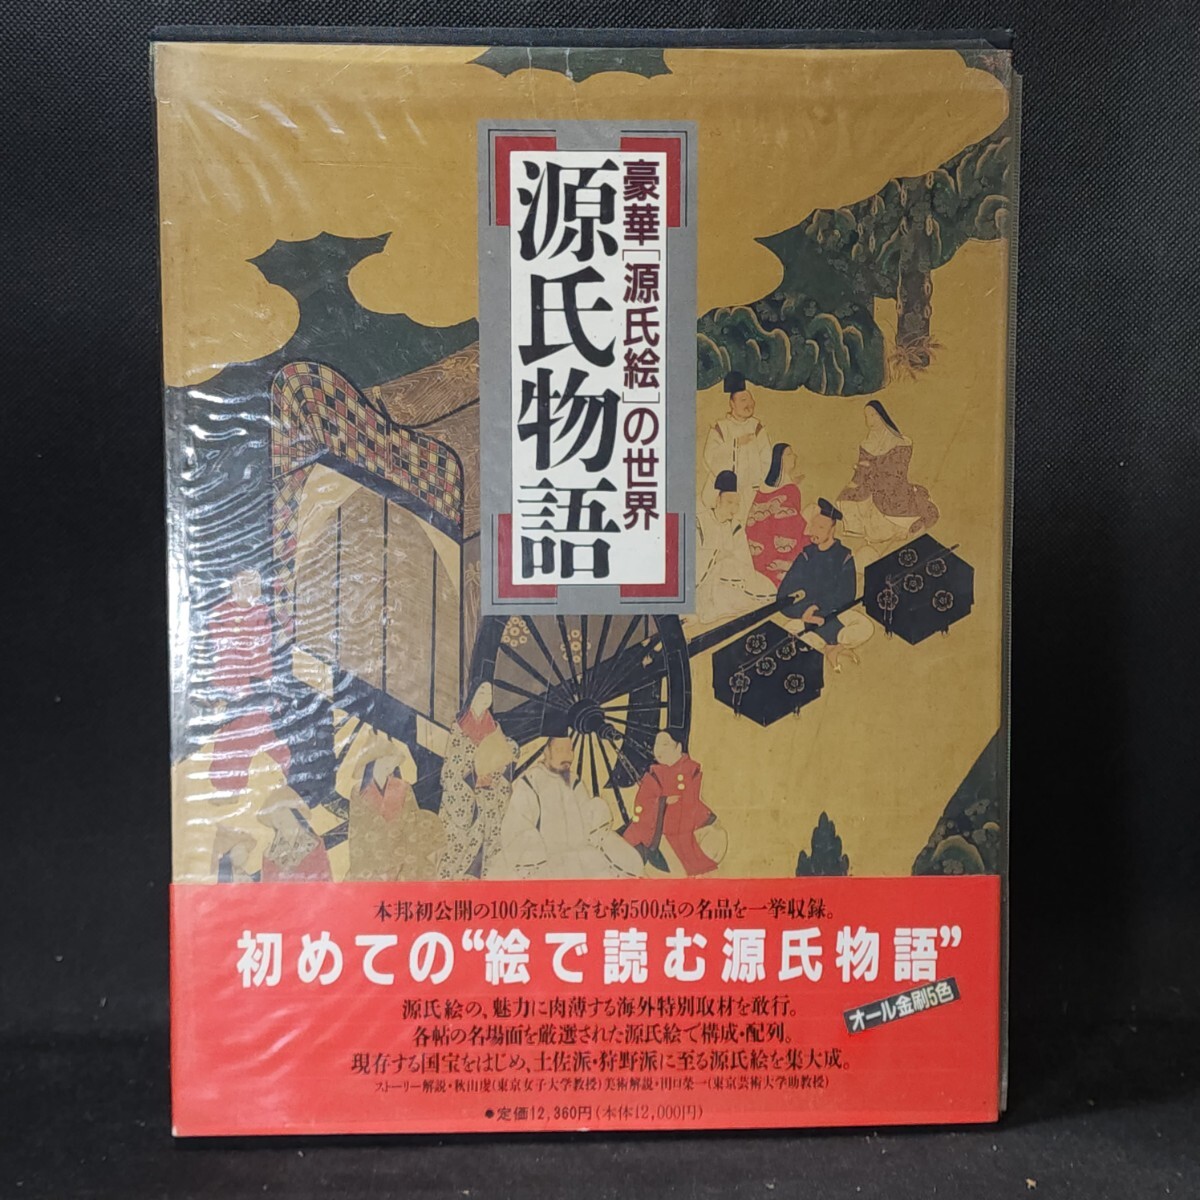 豪華[源氏絵]の世界
源氏物語
本邦初公開の100余点を含む約500点の名品を一挙収録。
初めての“絵で読む源氏物語”
オール金刷5色
源氏絵の、魅力に肉薄する海外特別取材を敢行。
各帖の名場面を厳選された源氏絵で構成・配列。
現存する国宝をはじめ、土佐派・狩野派に至る源氏絵を集大成。
ストーリー解説・秋山虔(東京女子大学教授)美術解説・田口榮一(東京芸術大学助教授)
●定価12,360円(本体12,000円)